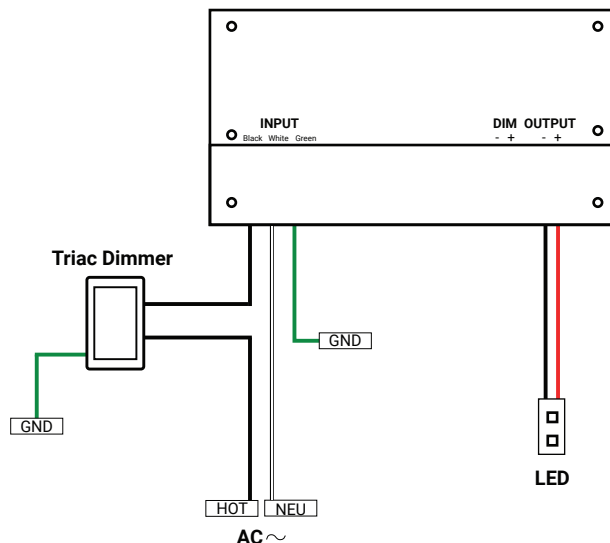 INPUT
DIM OUTPUT
Black White Green
- + - +
Triac Dimmer
GND
GND
LED
HOT NEU
AC ~